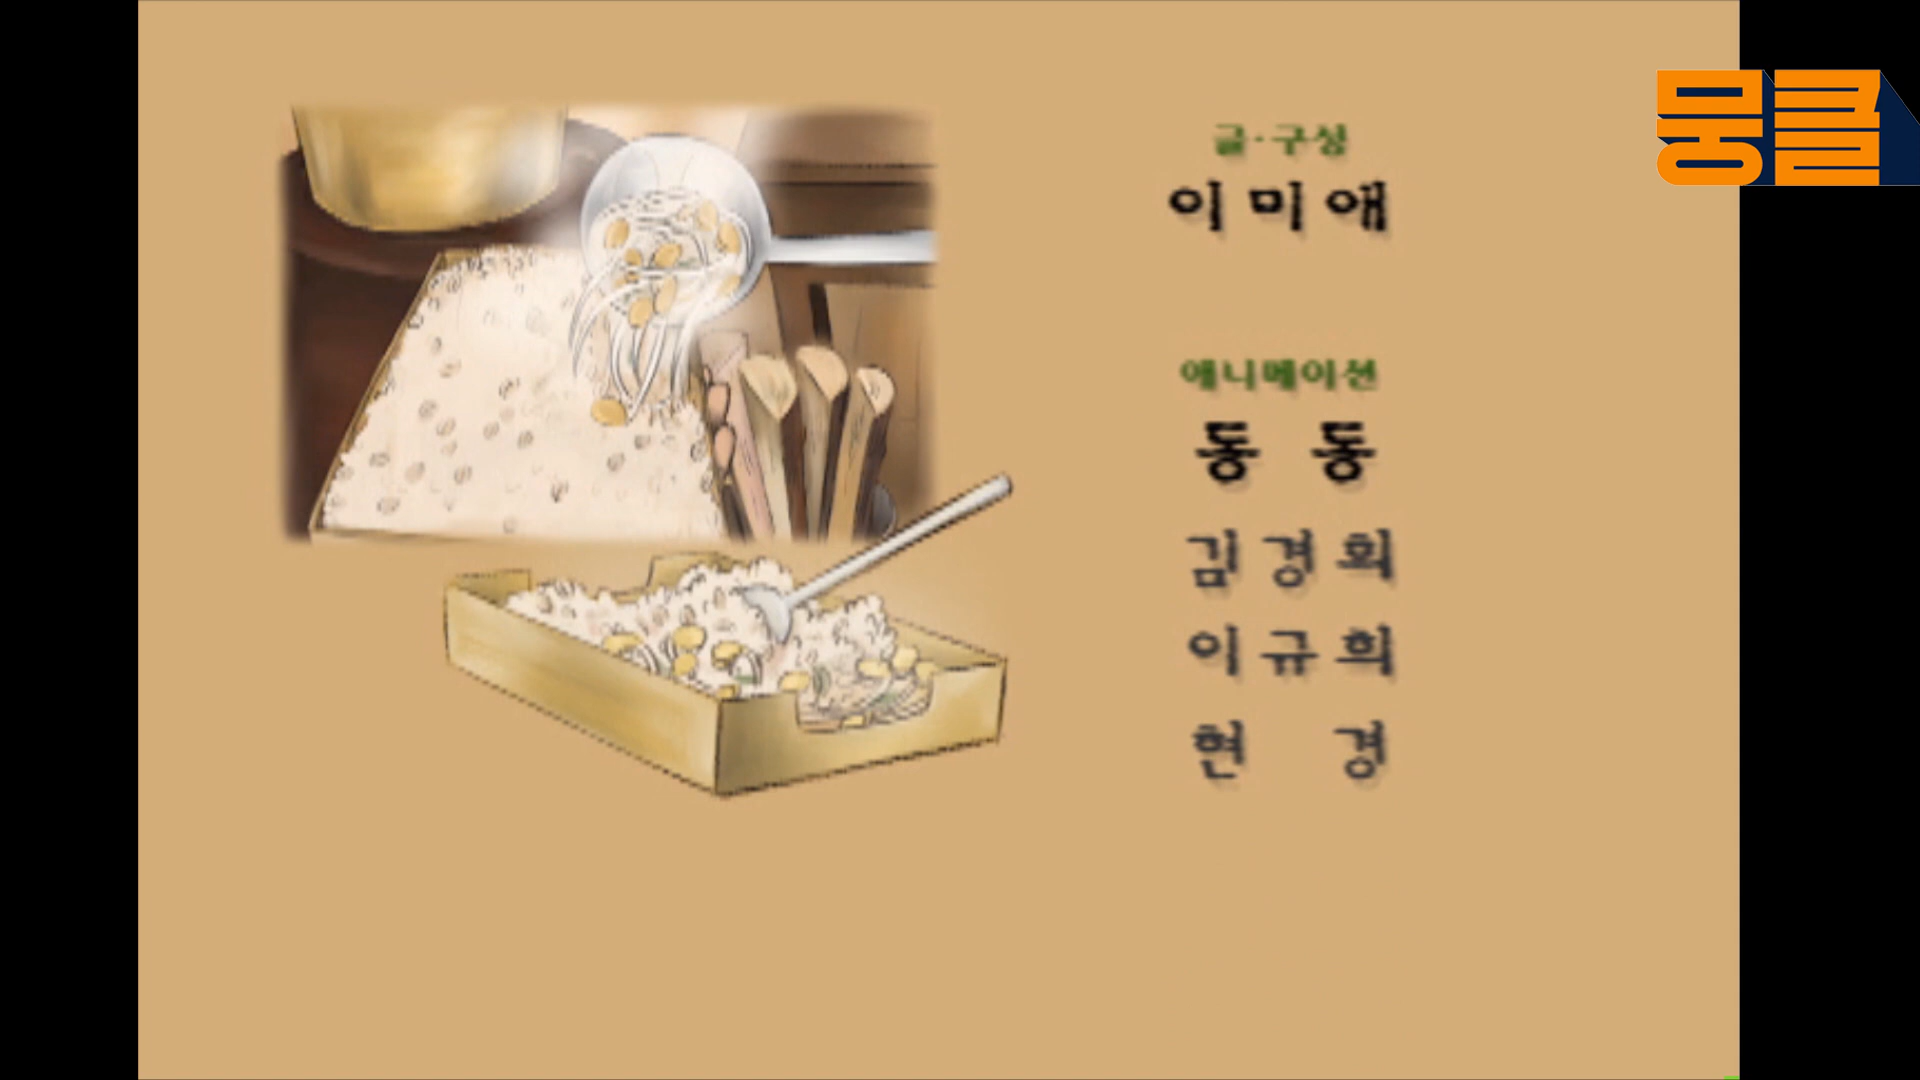 뭉클
글·구성
이미애
애니메이션
동 동
김경희
이규희
현 경